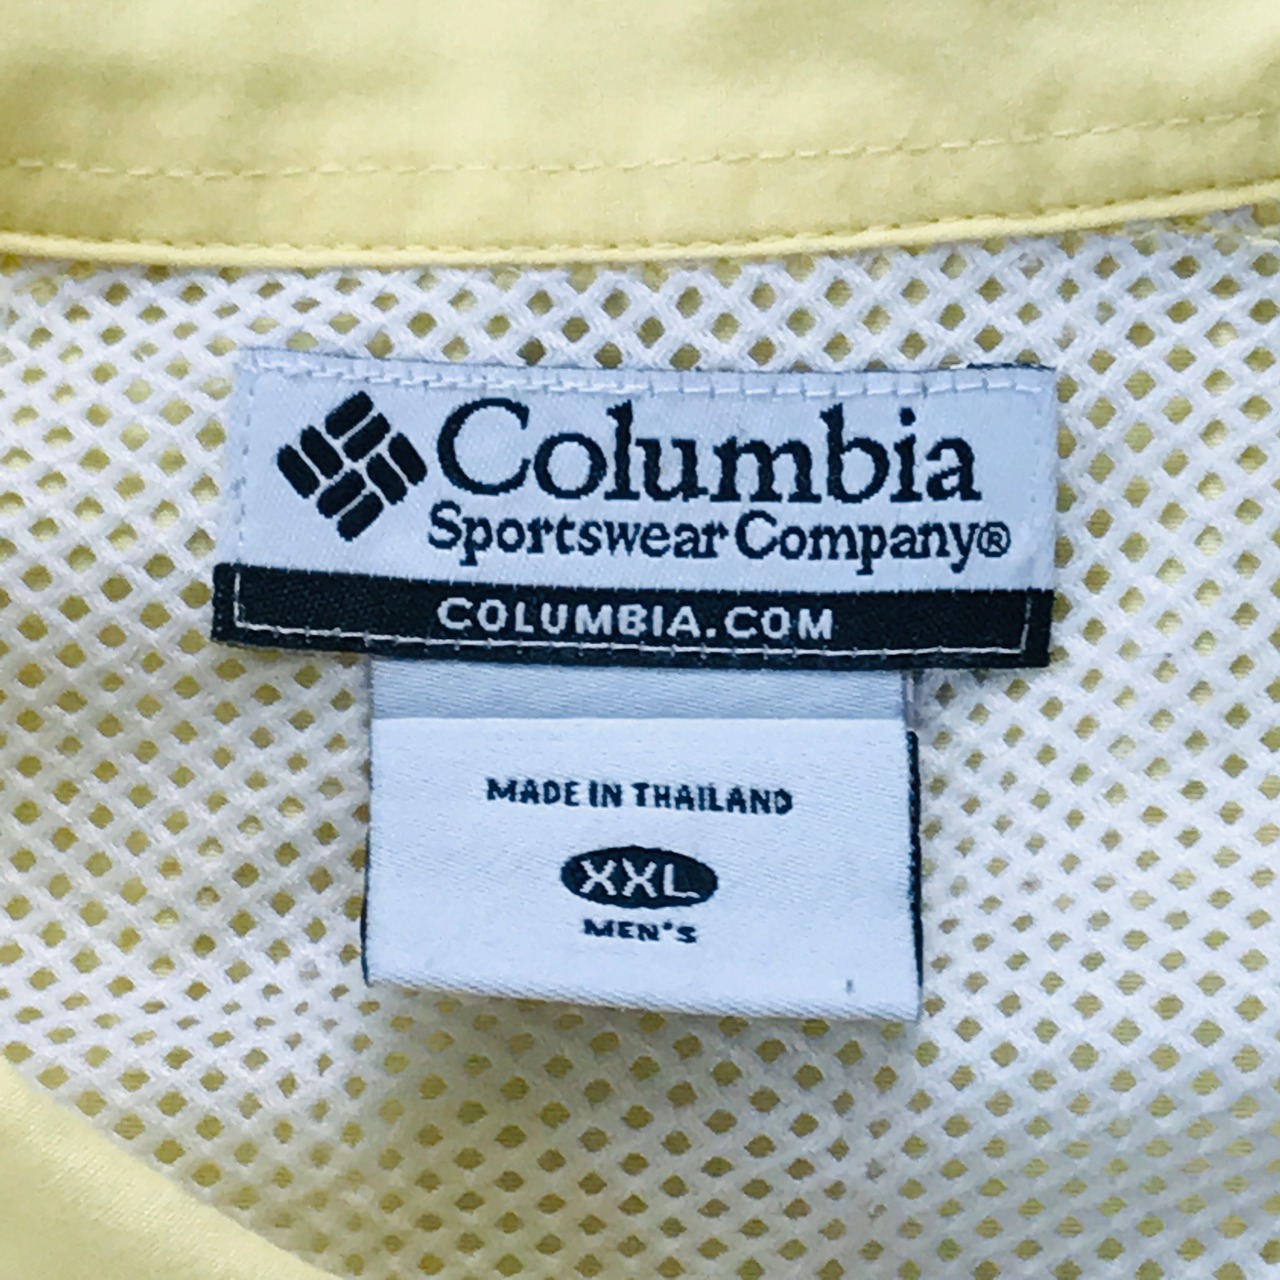 Columbia
Sportswear Company®
COLUMBIA.COM
MADE IN THAILAND
XXL
MEN'S